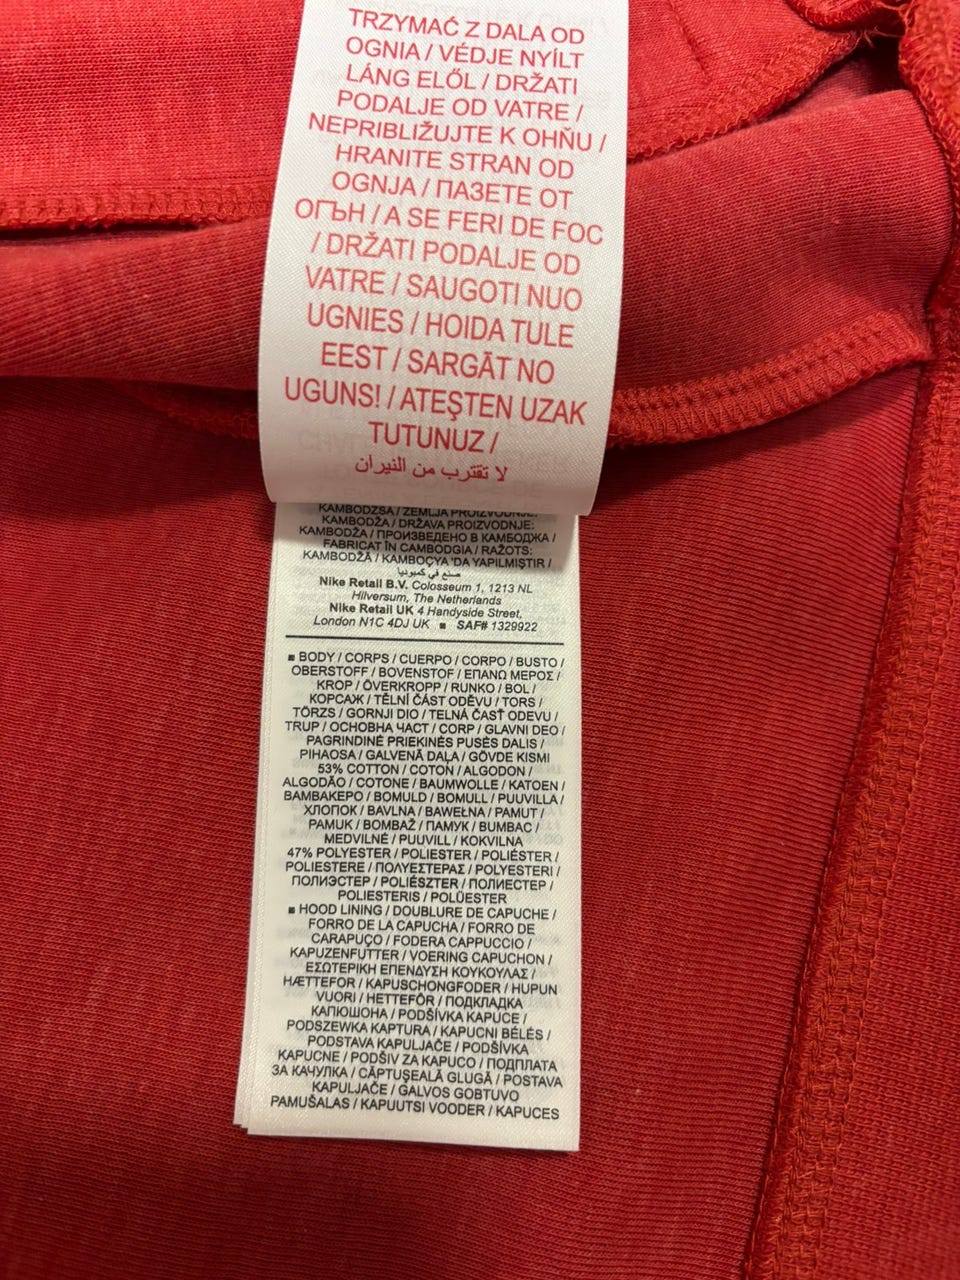 TRZYMAĆ Z DALA OD
OGNIA / VÉDJE NYÍLT
LÁNG ELŐL / DRŽATI
PODALJE OD VATRE /
NEPRIBLIŽUJTE K OHŇU /
HRANITE STRAN OD
OGNJA / ПАЗЕТЕ ОТ
ОГЪН / A SE FERI DE FOC
/ DRŽATI PODALJE OD
VATRE / SAUGOTI NUO
UGNIES / HOIDA TULE
EEST / SARGĀT NO
UGUNS! / ATEŞTEN UZAK
TUTUNUZ /
لا تقترب من النيران
KAMBODZSA / ZEMLJA PROIZVODNJE:
KAMBODŽA / DRŽAVA PROIZVODNJE:
KAMBODŽA / ПРОИЗВЕДЕНО В КАМБОДЖА /
FABRICAT ÎN CAMBODGIA / RAŽOTS:
KAMBODŽĀ / KAMBOÇYA 'DA YAPILMIŞTIR /
صنع في كمبوديا
Nike Retail B.V. Colosseum 1, 1213 NL
Hilversum, The Netherlands
Nike Retail UK 4 Handyside Street,
London N1C 4DJ UK ■ SAF# 1329922
■ BODY / CORPS / CUERPO / CORPO / BUSTO /
OBERSTOFF / BOVENSTOF / ΕΠΑΝΩ ΜΕΡΟΣ /
KROP / ÖVERKROPP / RUNKO / BOL /
КОРСАЖ / TĚLNÍ ČÁST ODĚVU / TORS /
TÖRZS / GORNJI DIO / TELNÁ ČASŤ ODEVU /
TRUP / ОСНОВНА ЧАСТ / CORP / GLAVNI DEO /
PAGRINDINĖ PRIEKINĖS PUSĖS DALIS /
PIHAOSA / GALVENĀ DAĻA / GÖVDE KISMI
53% COTTON / COTON / ALGODON /
ALGODÃO / COTONE / BAUMWOLLE / KATOEN /
ΒΑΜΒΑΚΕΡΟ / BOMULD / BOMULL / PUUVILLA /
ХЛОПОК / BAVLNA / BAWEŁNA / PAMUT /
PAMUK / BOMBAŽ / ПАМУК / BUMBAC /
MEDVILNĖ / PUUVILL / KOKVILNA
47% POLYESTER / POLIESTER / POLIÉSTER /
POLIESTERE / ΠΟΛΥΕΣΤΕΡΑΣ / POLYESTERI /
ПОЛИЭСТЕР / POLIÉSZTER / ПОЛИЕСТЕР /
POLIESTERIS / POLÜESTER
■ HOOD LINING / DOUBLURE DE CAPUCHE /
FORRO DE LA CAPUCHA / FORRO DE
CARAPUÇO / FODERA CAPPUCCIO /
KAPUZENFUTTER / VOERING CAPUCHON /
ΕΣΩΤΕΡΙΚΗ ΕΠΕΝΔΥΣΗ ΚΟΥΚΟΥΛΑΣ /
HÆTTEFOR / KAPUSCHONGFODER / HUPUN
VUORI / HETTEFÔR / ПОДКЛАДКА
КАПЮШОНА / PODŠÍVKA KAPUCE /
PODSZEWKA KAPTURA / KAPUCNI BÉLÉS /
PODSTAVA KAPULJAČE / PODŠÍVKA
KAPUCNE / PODŠIV ZA KAPUCO / ПОДПЛАТА
ЗА КАЧУЛКА / CĂPTUŞEALĂ GLUGĂ / POSTAVA
KAPULJAČE / GALVOS GOBTUVO
PAMUŠALAS / KAPUUTSI VOODER / KAPUCES